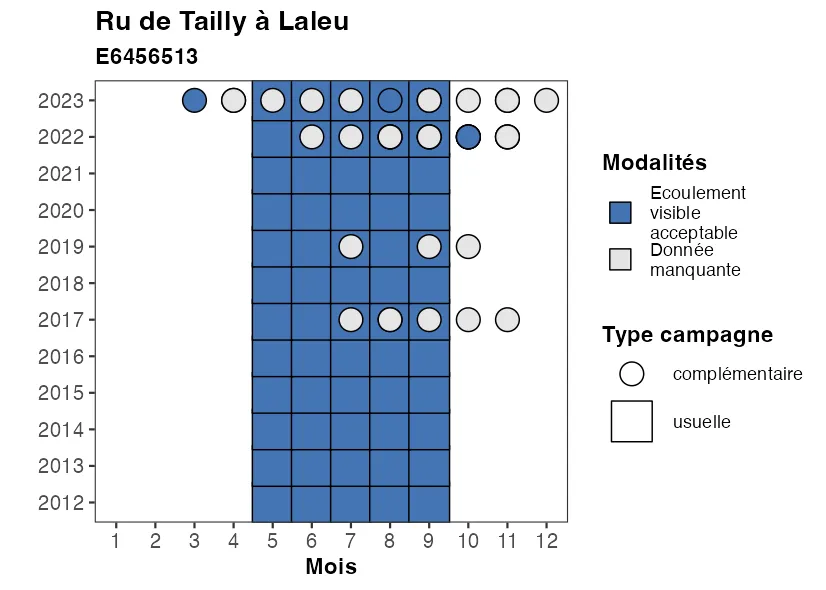 Ru de Tailly à Laleu
E6456513
2023
2022
2021
2020
2019
2018
2017
2016
2015
2014
2013
2012
1 2 3 4 5 6 7 8 9 10 11 12
Mois
Modalités
Ecoulement
visible
acceptable
Donnée
manquante
Type campagne
complémentaire
usuelle